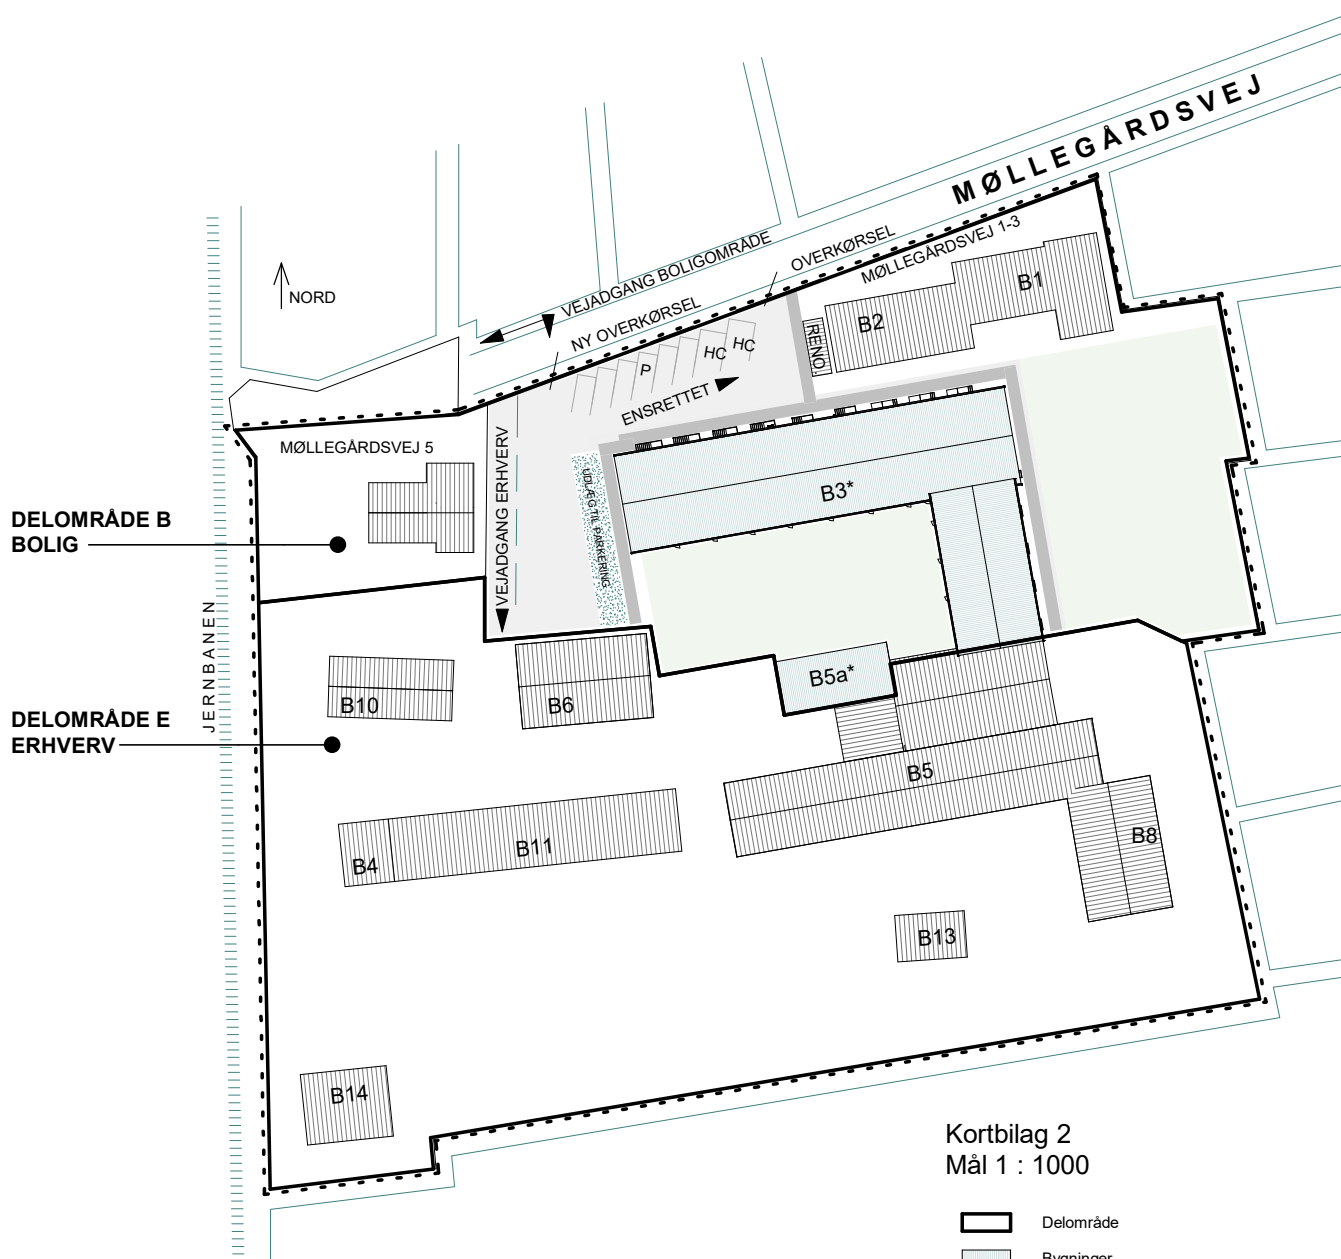 MØLLEGÅRDSVEJ
VEJADGANG BOLIGOMRÅDE
OVERKØRSEL
NY OVERKØRSEL
MØLLEGÅRDSVEJ 1-3
B1
B2
RENO.
NORD
P
HC
HC
ENSRETTET
MØLLEGÅRDSVEJ 5
VEJADGANG ERHVERV
UDLÆG TIL PARKERING
B3*
DELOMRÅDE B
BOLIG
JERNBANEN
B5a*
B10
B6
DELOMRÅDE E
ERHVERV
B5
B8
B4
B11
B13
B14
Kortbilag 2
Mål 1 : 1000
Delområde
Bygninger